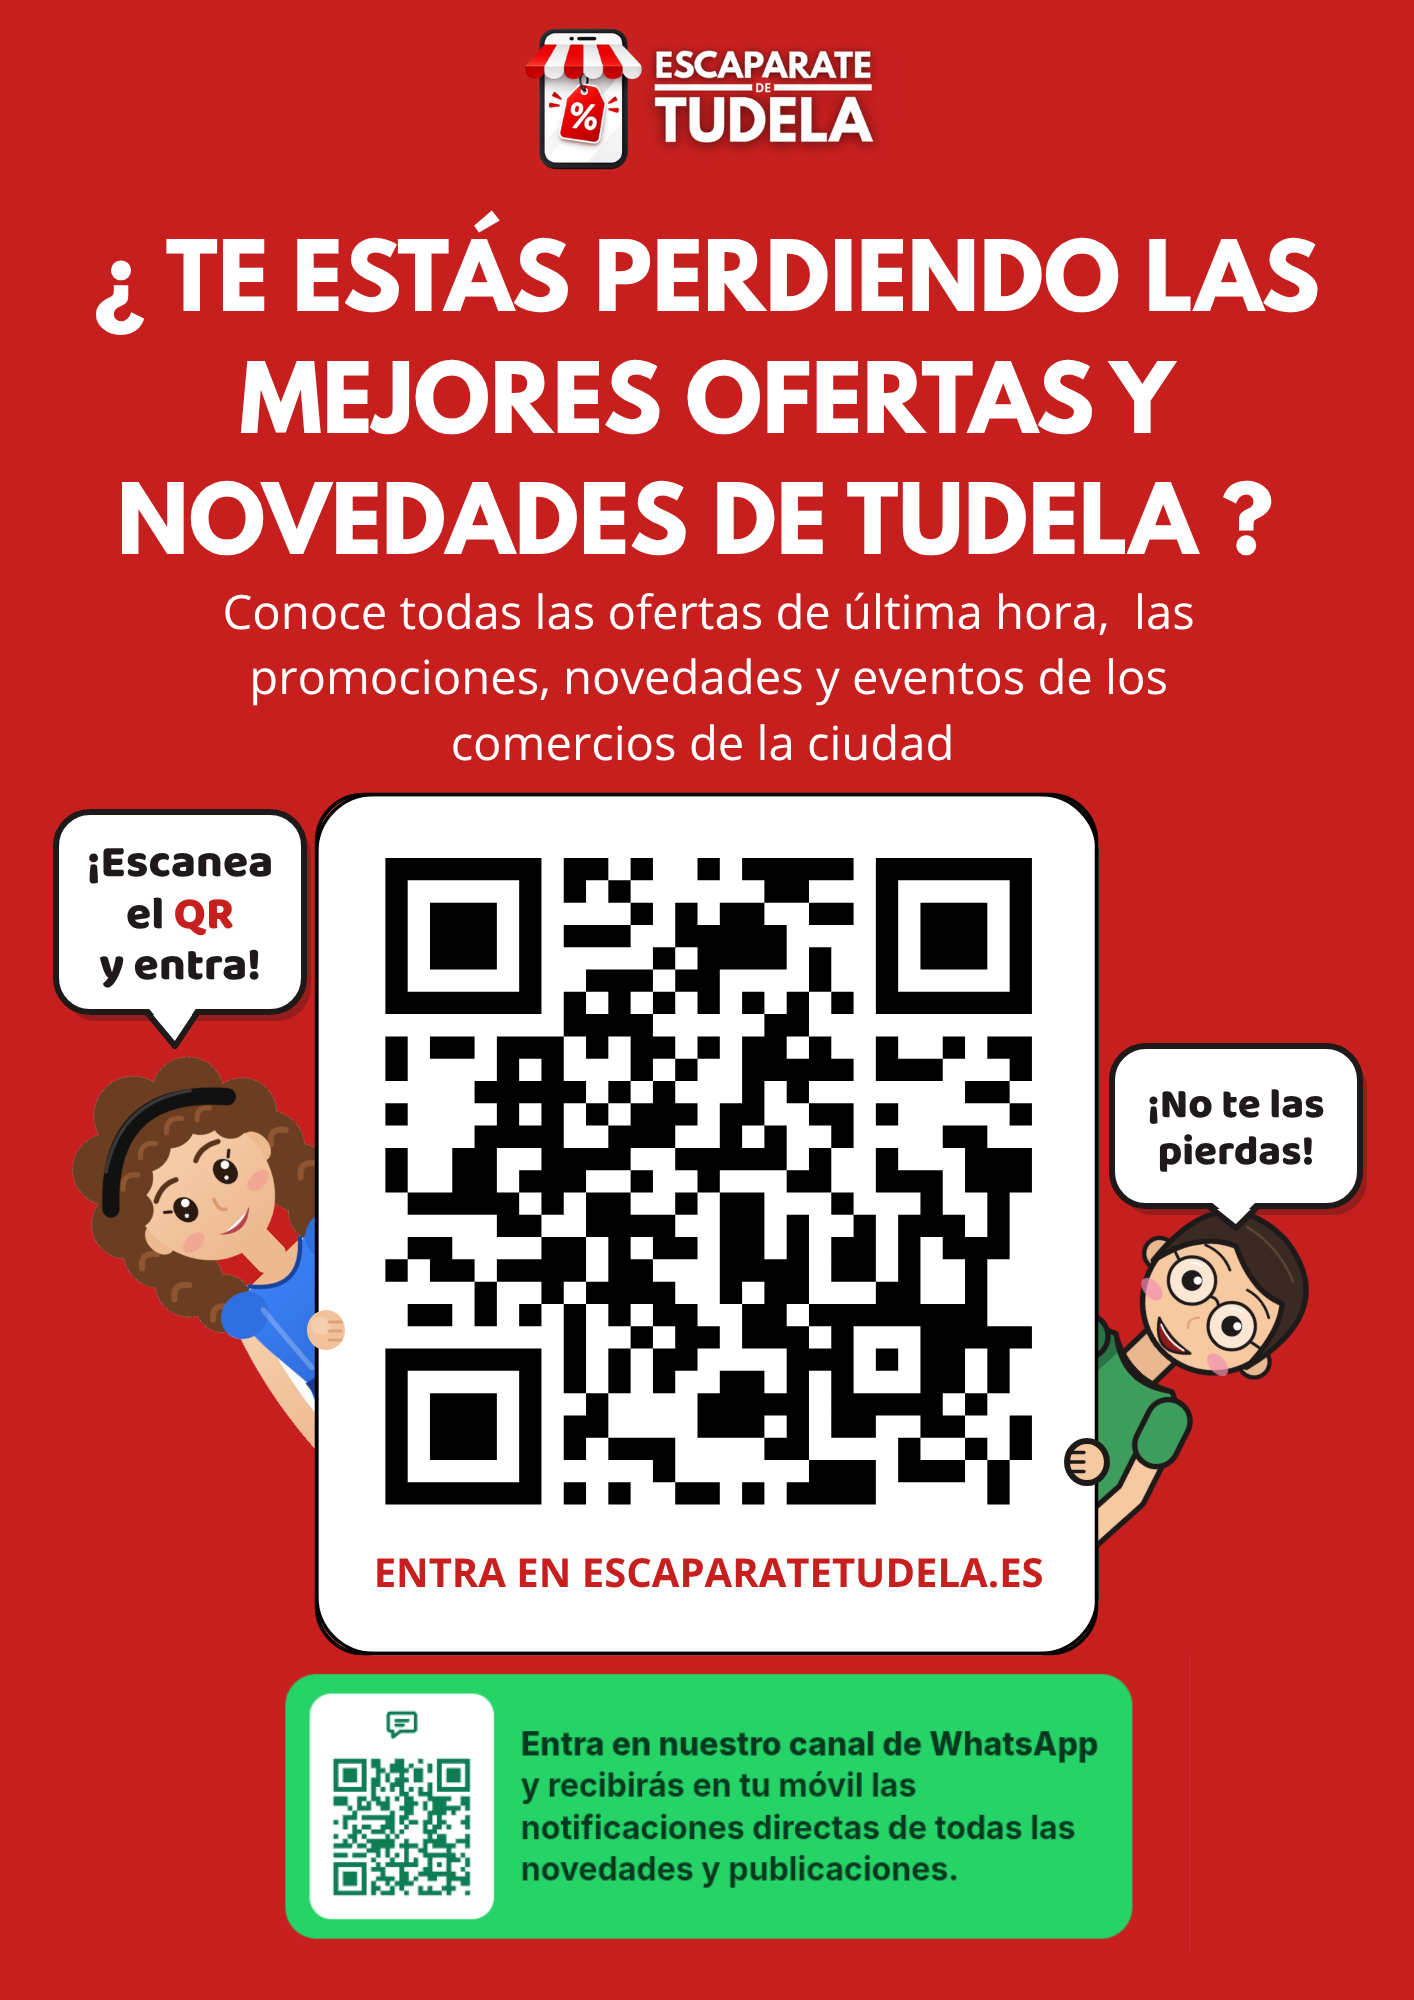 ESCAPARATE
DE
TUDELA
¿ TE ESTÁS PERDIENDO LAS
MEJORES OFERTAS Y
NOVEDADES DE TUDELA ?
Conoce todas las ofertas de última hora,  las
promociones, novedades y eventos de los
comercios de la ciudad
¡Escanea
el QR
y entra!
¡No te las
pierdas!
ENTRA EN ESCAPARATETUDELA.ES
Entra en nuestro canal de WhatsApp
y recibirás en tu móvil las
notificaciones directas de todas las
novedades y publicaciones.